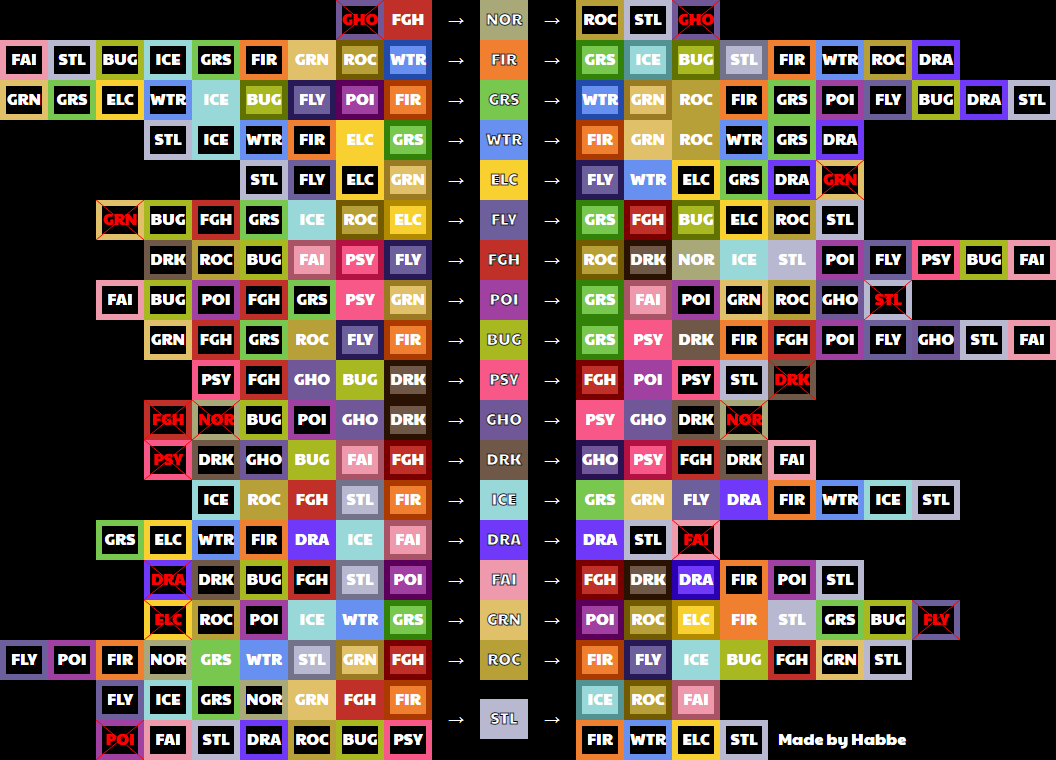 GHO FGH → NOR → ROC STL GHO
FAI STL BUG ICE GRS FIR GRN ROC WTR → FIR → GRS ICE BUG STL FIR WTR ROC DRA
GRN GRS ELC WTR ICE BUG FLY POI FIR → GRS → WTR GRN ROC FIR GRS POI FLY BUG DRA STL
STL ICE WTR FIR ELC GRS → WTR → FIR GRN ROC WTR GRS DRA
STL FLY ELC GRN → ELC → FLY WTR ELC GRS DRA GRN
GRN BUG FGH GRS ICE ROC ELC → FLY → GRS FGH BUG ELC ROC STL
DRK ROC BUG FAI PSY FLY → FGH → ROC DRK NOR ICE STL POI FLY PSY BUG FAI
FAI BUG POI FGH GRS PSY GRN → POI → GRS FAI POI GRN ROC GHO STL
GRN FGH GRS ROC FLY FIR → BUG → GRS PSY DRK FIR FGH POI FLY GHO STL FAI
PSY FGH GHO BUG DRK → PSY → FGH POI PSY STL DRK
FGH NOR BUG POI GHO DRK → GHO → PSY GHO DRK NOR
PSY DRK GHO BUG FAI FGH → DRK → GHO PSY FGH DRK FAI
ICE ROC FGH STL FIR → ICE → GRS GRN FLY DRA FIR WTR ICE STL
GRS ELC WTR FIR DRA ICE FAI → DRA → DRA STL FAI
DRA DRK BUG FGH STL POI → FAI → FGH DRK DRA FIR POI STL
ELC ROC POI ICE WTR GRS → GRN → POI ROC ELC FIR STL GRS BUG FLY
FLY POI FIR NOR GRS WTR STL GRN FGH → ROC → FIR FLY ICE BUG FGH GRN STL
FLY ICE GRS NOR GRN FGH FIR ICE ROC FAI
→ STL →
POI FAI STL DRA ROC BUG PSY FIR WTR ELC STL Made by Habbe